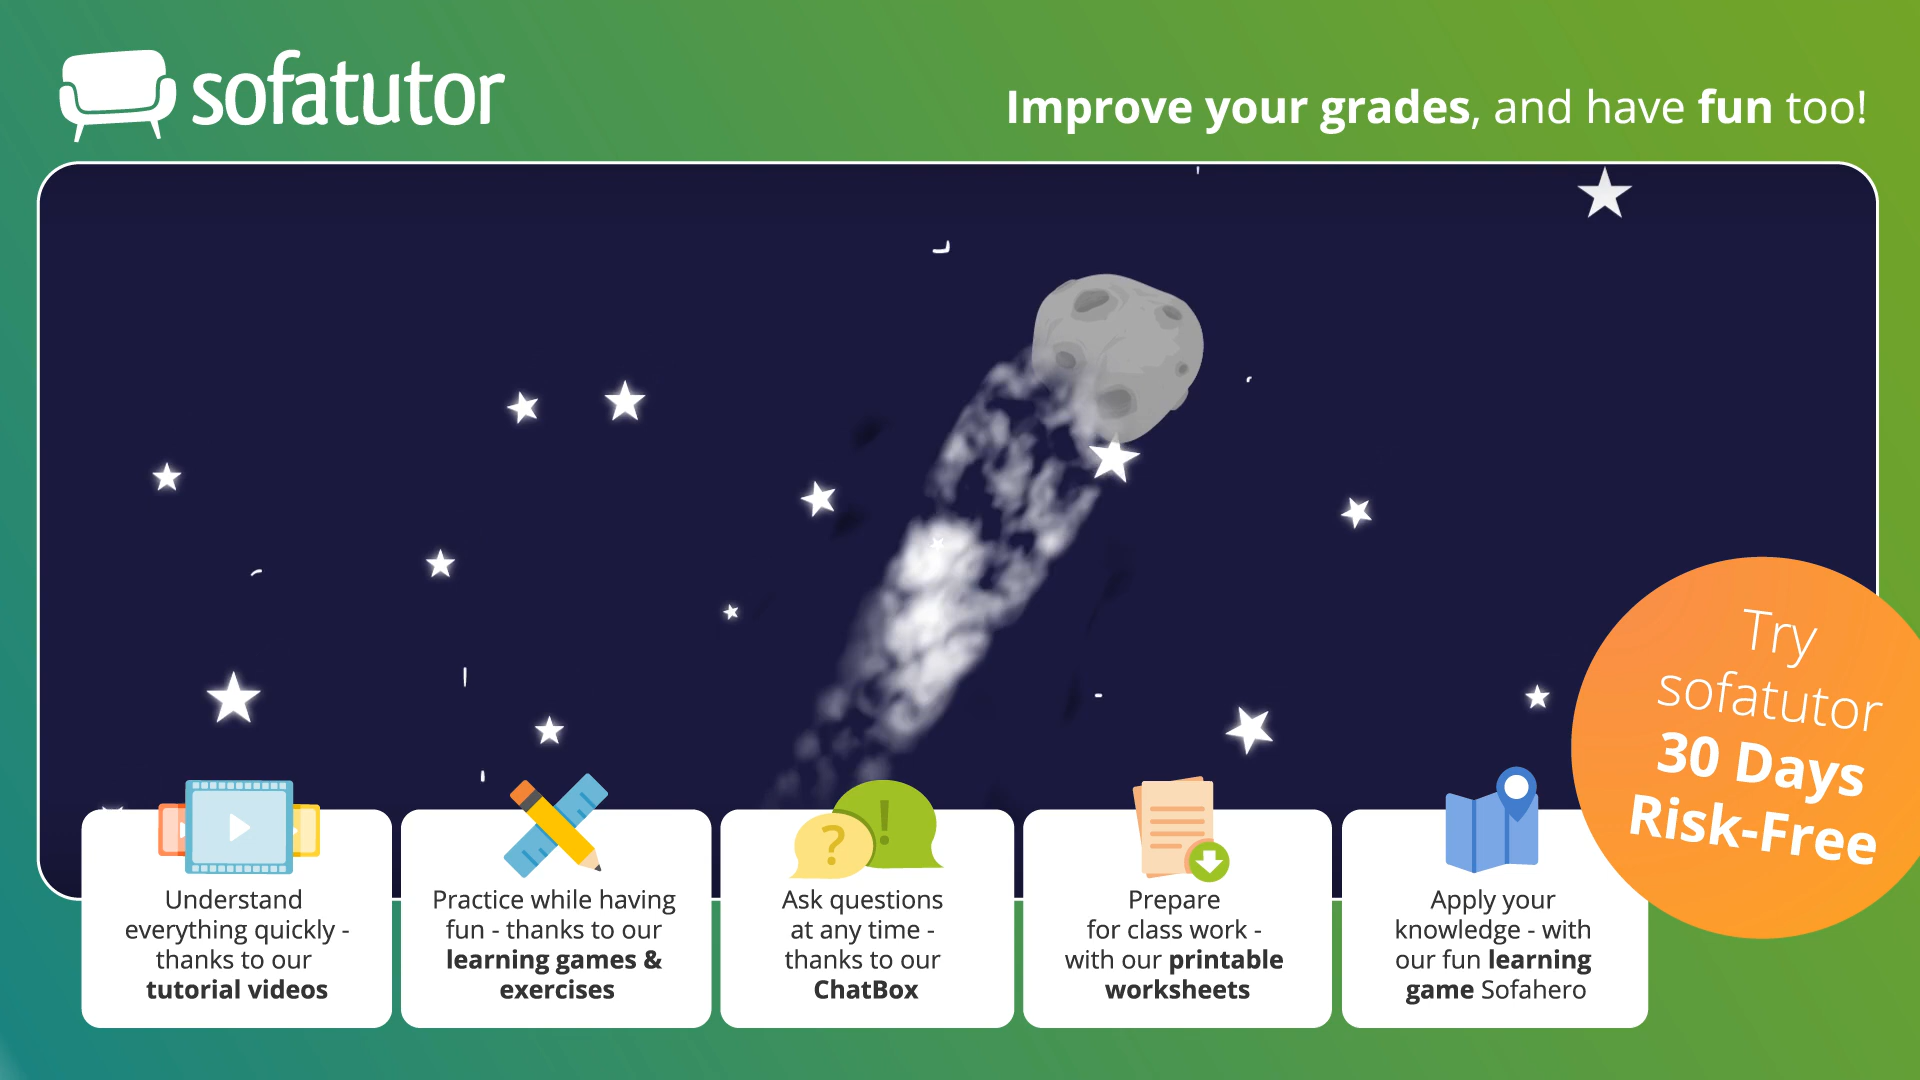 sofatutor
Improve your grades, and have fun too!
Try
sofatutor
30 Days
Risk-Free
?
!
Understand
everything quickly -
thanks to our
tutorial videos
Practice while having
fun - thanks to our
learning games &
exercises
Ask questions
at any time -
thanks to our
ChatBox
Prepare
for class work -
with our printable
worksheets
Apply your
knowledge - with
our fun learning
game Sofahero